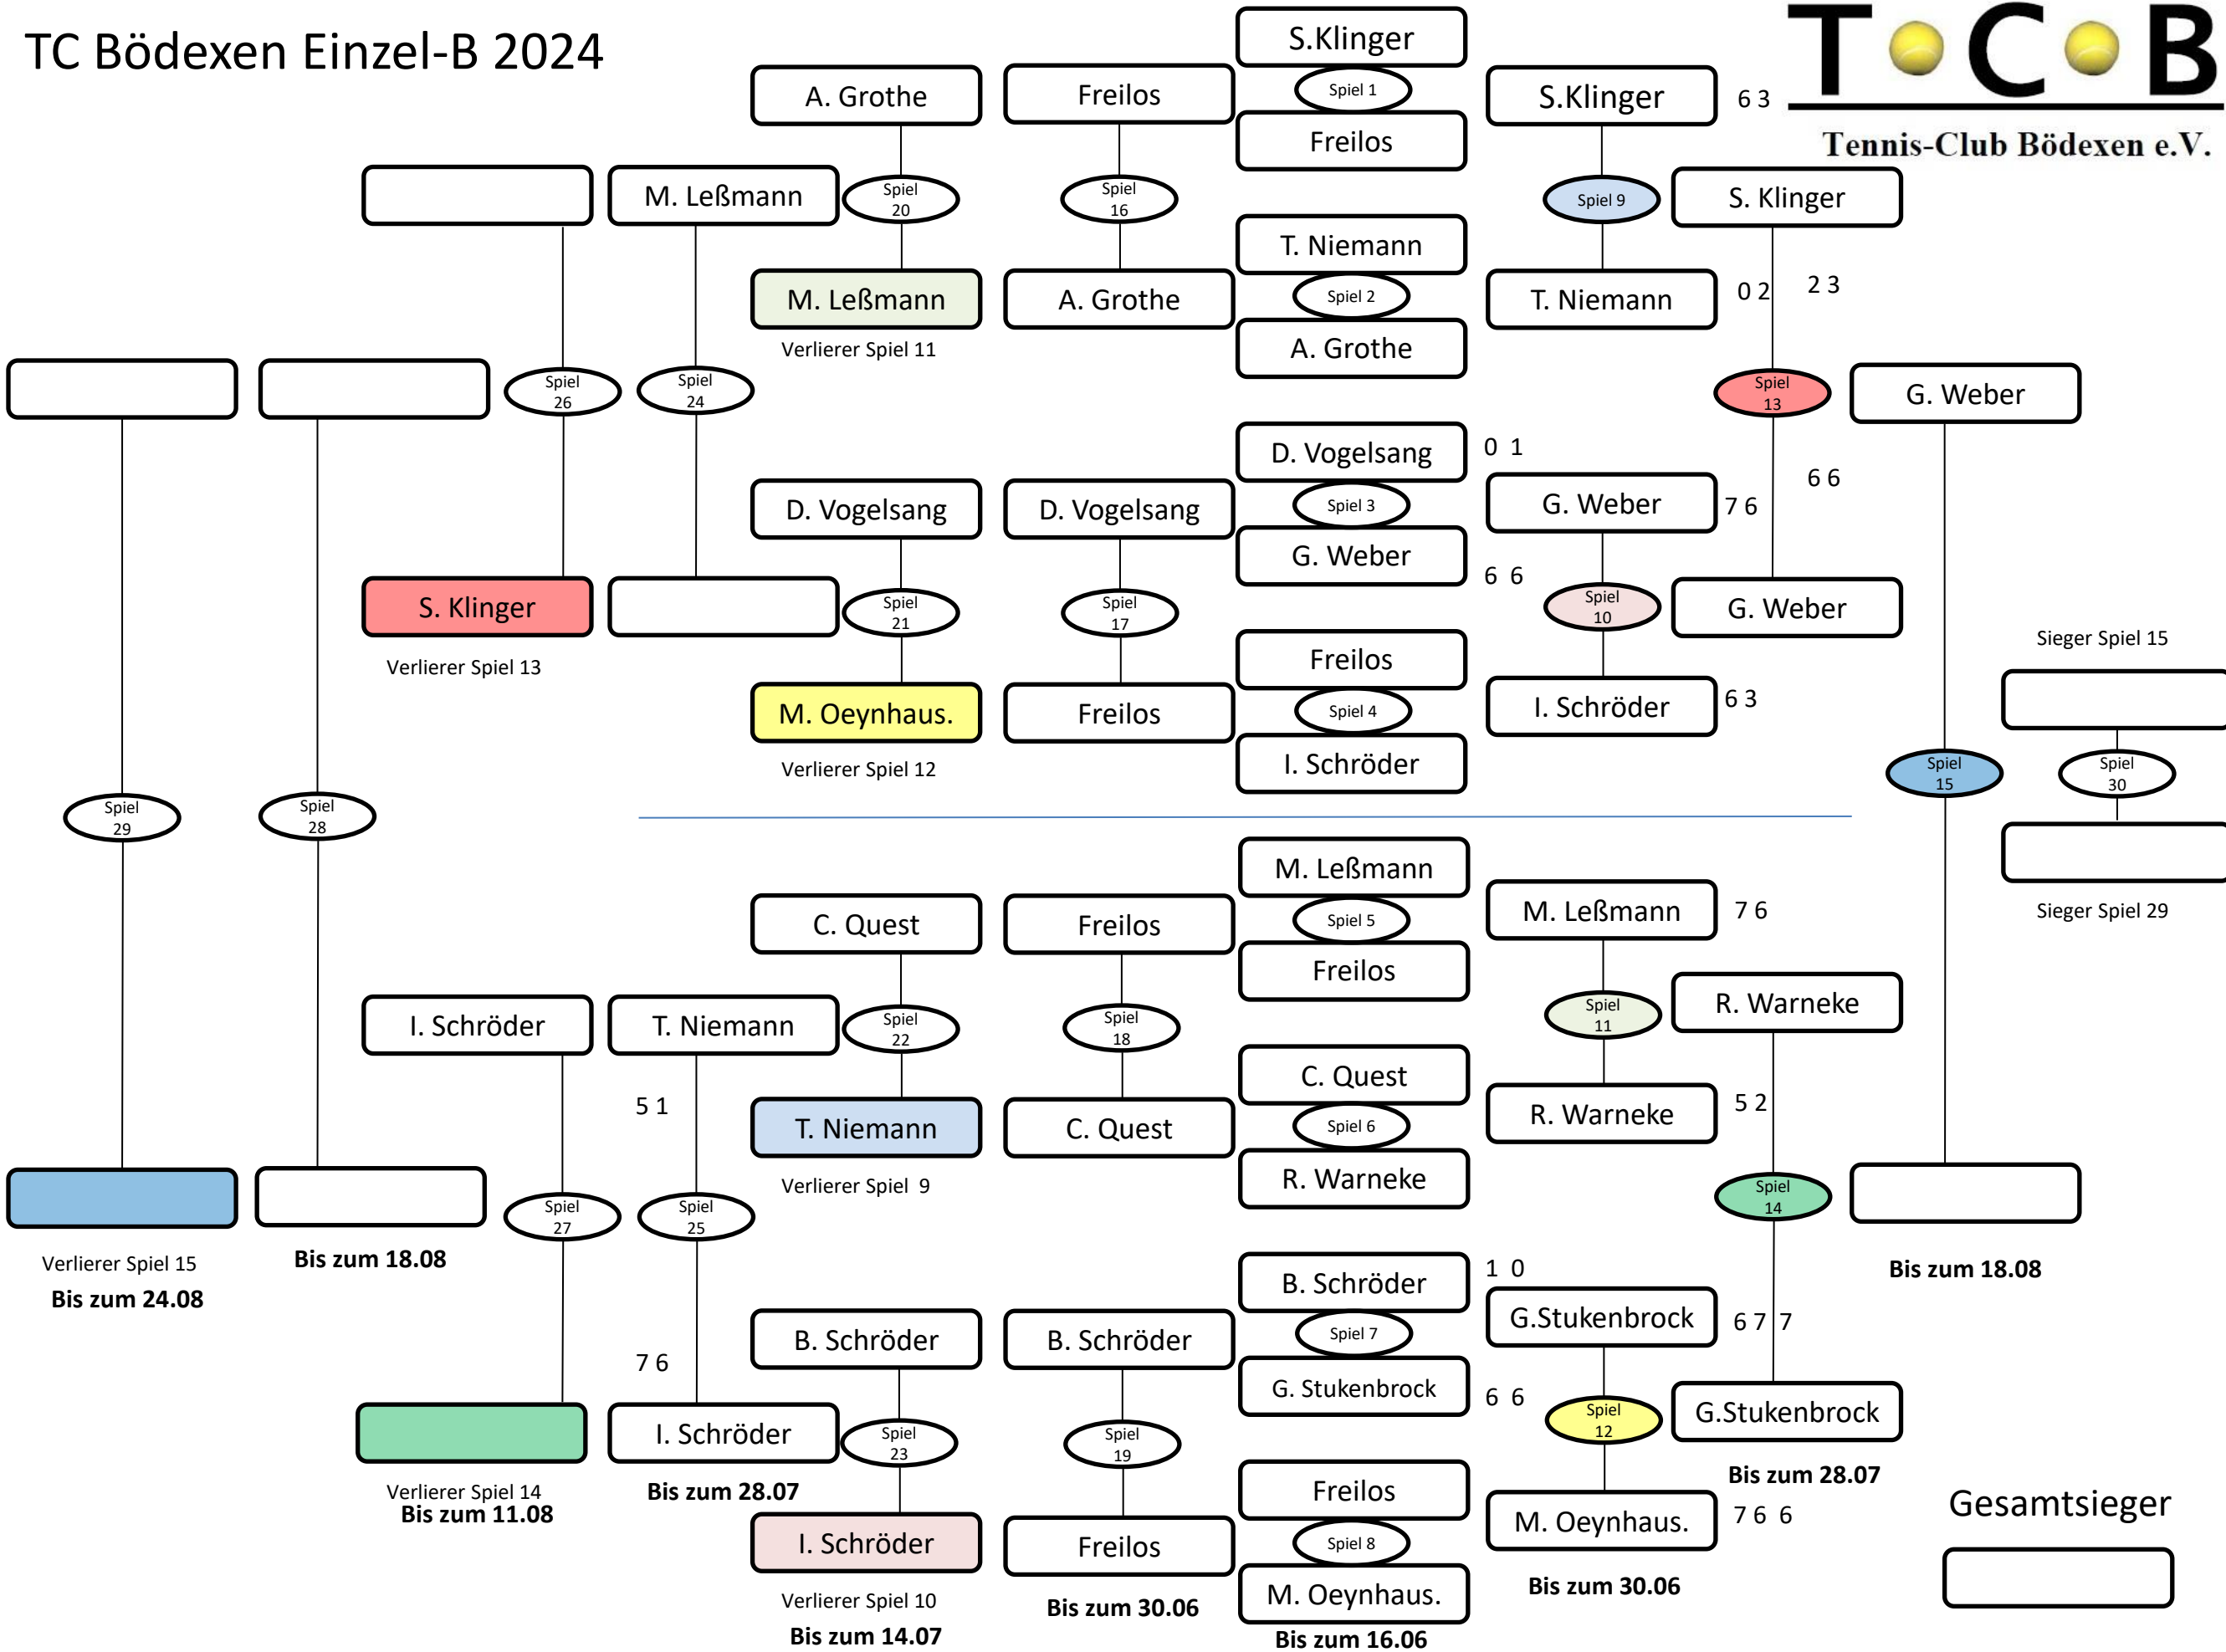 TC Bödexen Einzel-B 2024
T C B
Tennis-Club Bödexen e.V.
S.Klinger
Spiel 1
Freilos
T. Niemann
Spiel 2
A. Grothe
D. Vogelsang
0 1
Spiel 3
G. Weber
6 6
Freilos
Spiel 4
I. Schröder
M. Leßmann
Spiel 5
Freilos
C. Quest
Spiel 6
R. Warneke
B. Schröder
1 0
Spiel 7
G. Stukenbrock
6 6
Freilos
Spiel 8
M. Oeynhaus.
Bis zum 16.06
S.Klinger
6 3
Spiel 9
T. Niemann
0 2
G. Weber
7 6
Spiel
10
I. Schröder
6 3
M. Leßmann
7 6
Spiel
11
R. Warneke
5 2
G.Stukenbrock
6 7 7
Spiel
12
M. Oeynhaus.
7 6 6
Bis zum 30.06
S. Klinger
2 3
Spiel
13
6 6
G. Weber
R. Warneke
Spiel
14
G.Stukenbrock
Bis zum 28.07
G. Weber
Spiel
15
Bis zum 18.08
Sieger Spiel 15
Spiel
30
Sieger Spiel 29
Gesamtsieger
Freilos
Spiel
16
A. Grothe
D. Vogelsang
Spiel
17
Freilos
Freilos
Spiel
18
C. Quest
B. Schröder
Spiel
19
Freilos
Bis zum 30.06
A. Grothe
Spiel
20
M. Leßmann
Verlierer Spiel 11
D. Vogelsang
Spiel
21
M. Oeynhaus.
Verlierer Spiel 12
C. Quest
Spiel
22
T. Niemann
Verlierer Spiel 9
B. Schröder
Spiel
23
I. Schröder
Verlierer Spiel 10
Bis zum 14.07
M. Leßmann
Spiel
24
T. Niemann
5 1
Spiel
25
7 6
I. Schröder
Bis zum 28.07
Spiel
26
S. Klinger
Verlierer Spiel 13
I. Schröder
Spiel
27
Verlierer Spiel 14
Bis zum 11.08
Spiel
28
Bis zum 18.08
Spiel
29
Verlierer Spiel 15
Bis zum 24.08